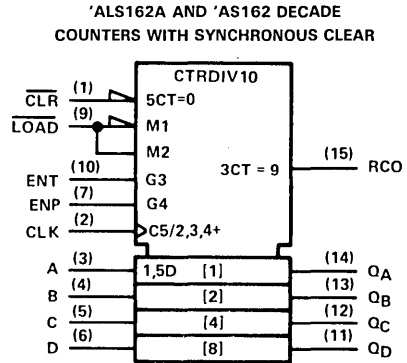 'ALS162A AND 'AS162 DECADE
COUNTERS WITH SYNCHRONOUS CLEAR
CTRDIV10
CLR (1) 5CT=0
LOAD (9) M1
M2
3CT = 9 (15) RCO
ENT (10) G3
ENP (7) G4
CLK (2) C5/2,3,4+
A (3) 1,5D [1] (14) QA
B (4) [2] (13) QB
C (5) [4] (12) QC
D (6) [8] (11) QD